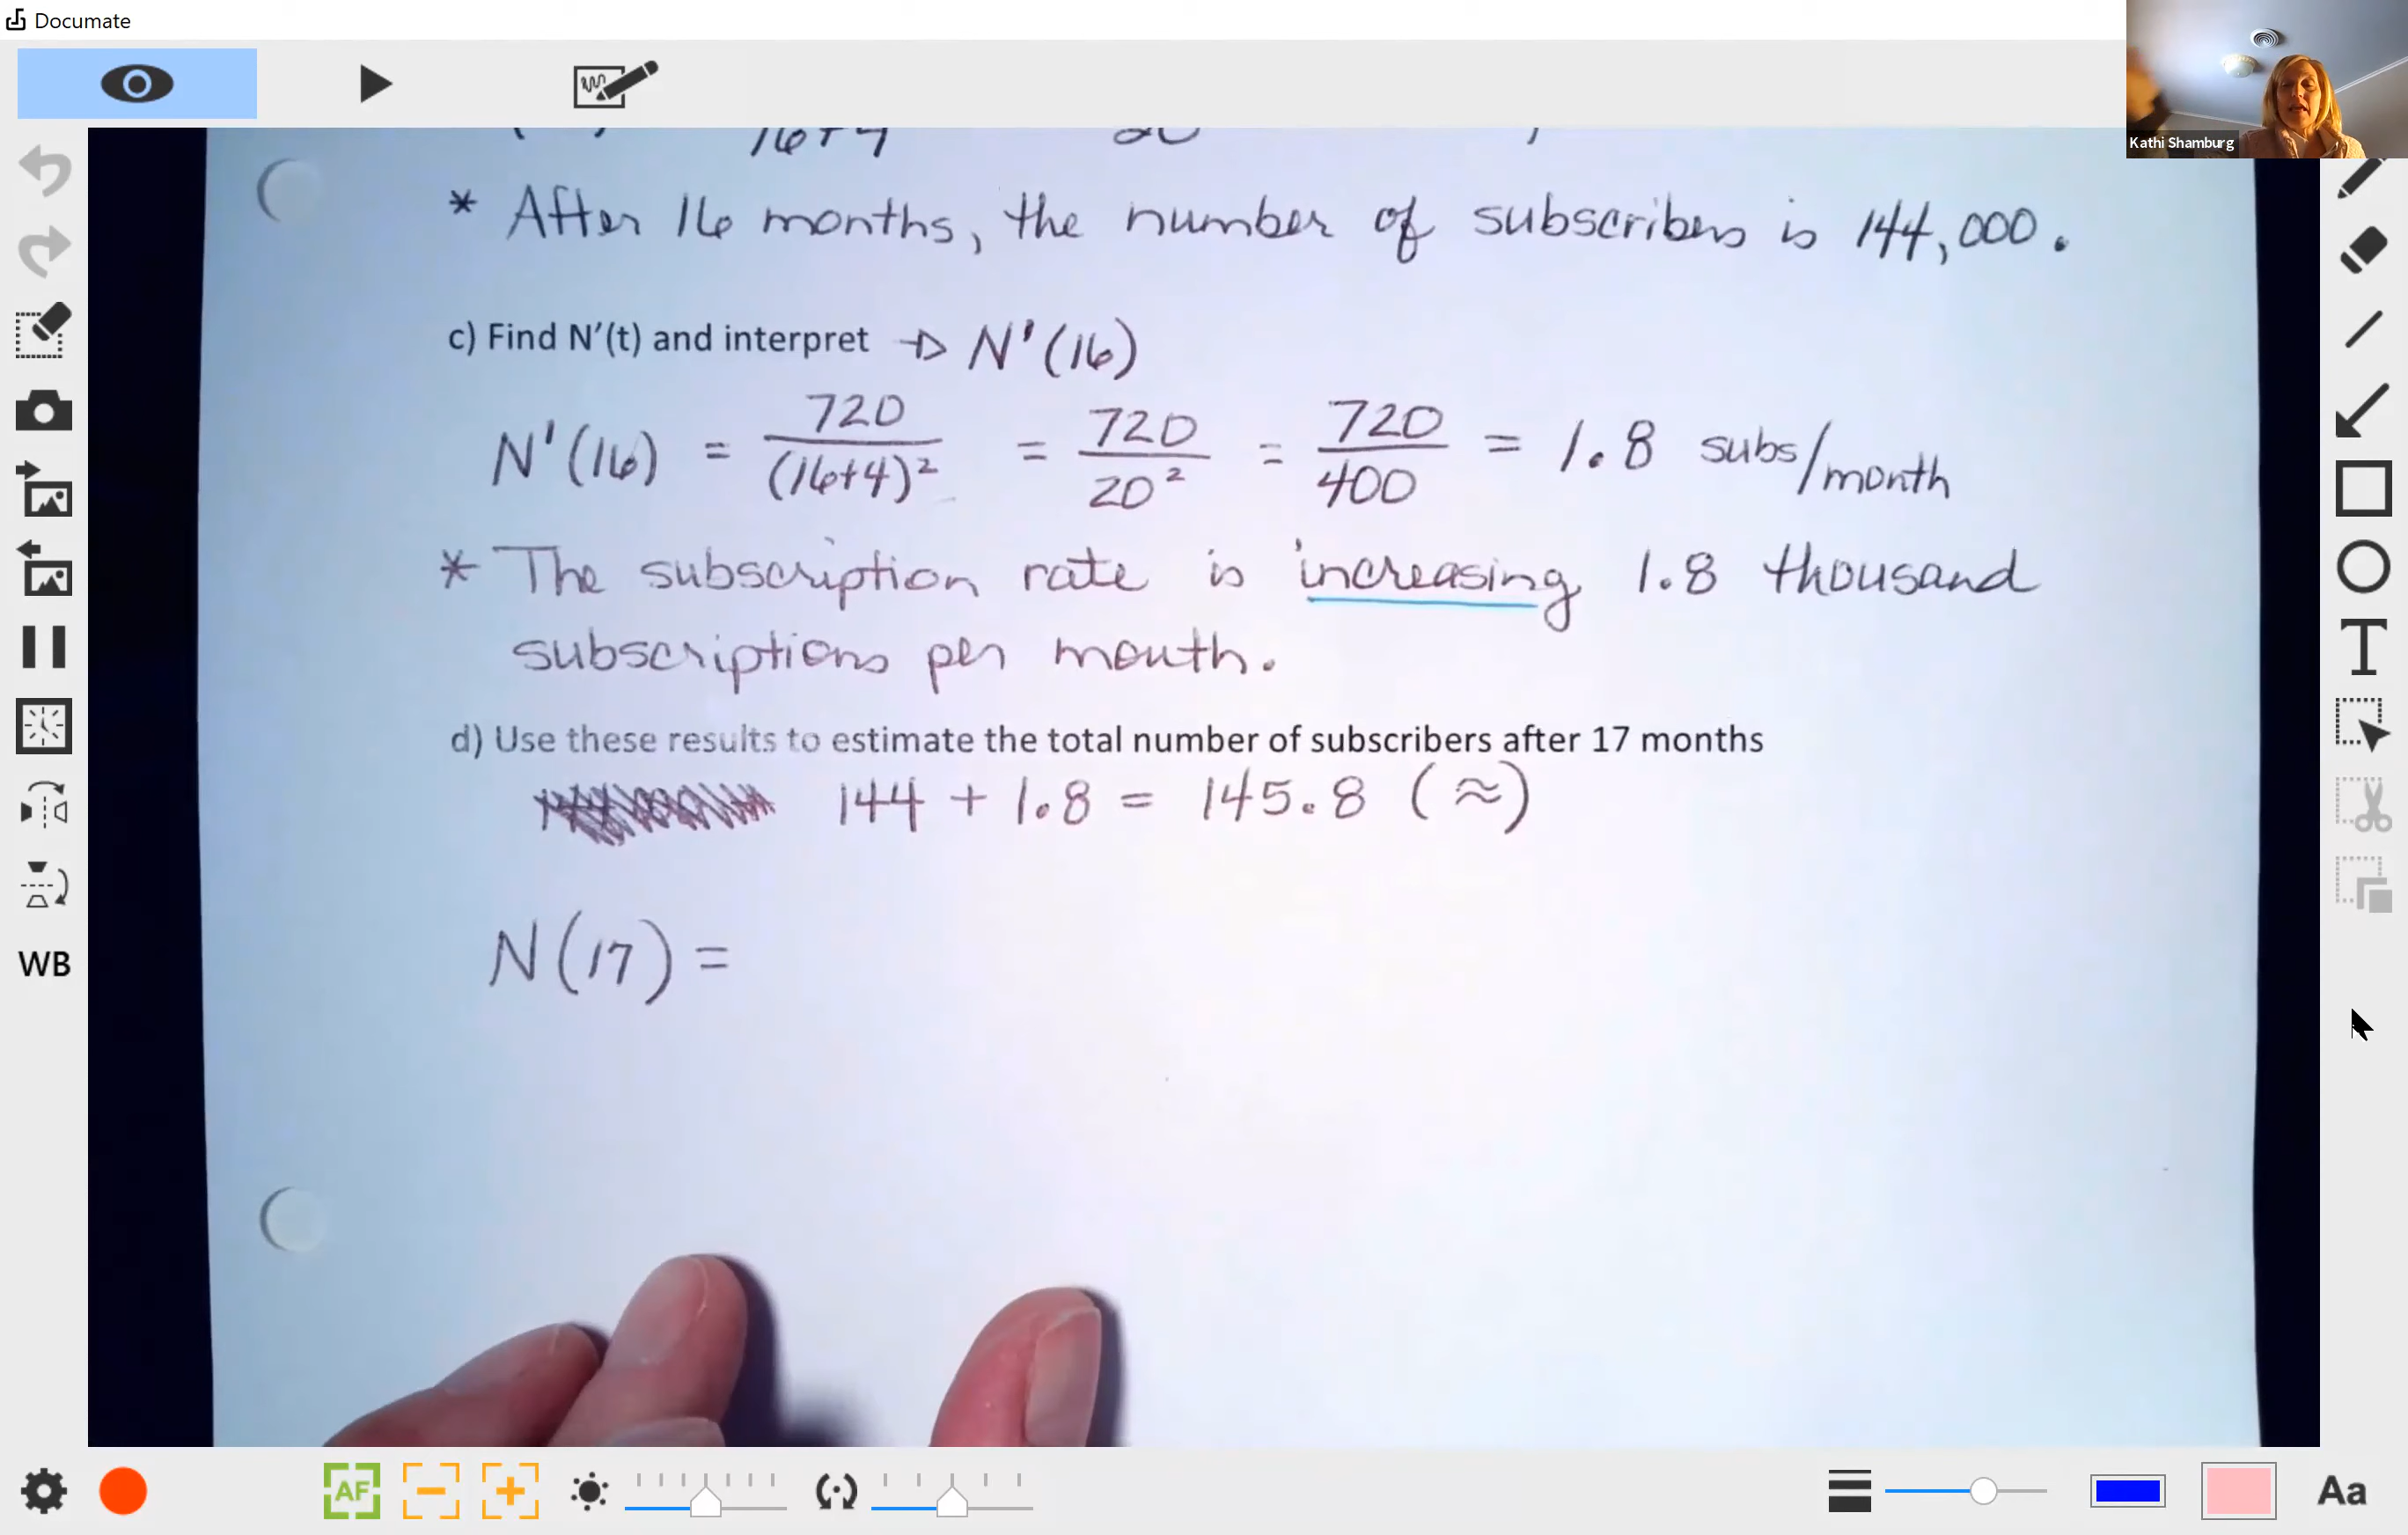 Documate
Kathi Shamburg
16+4 20
* After 16 months, the number of subscribers is 144,000.
c) Find N'(t) and interpret → N'(16)
N'(16) = 720/(16+4)² = 720/20² = 720/400 = 1.8 subs/month
* The subscription rate is increasing 1.8 thousand
subscriptions per month.
d) Use these results to estimate the total number of subscribers after 17 months
144 + 1.8 = 145.8 (≈)
N(17) =
WB
T
AF
Aa